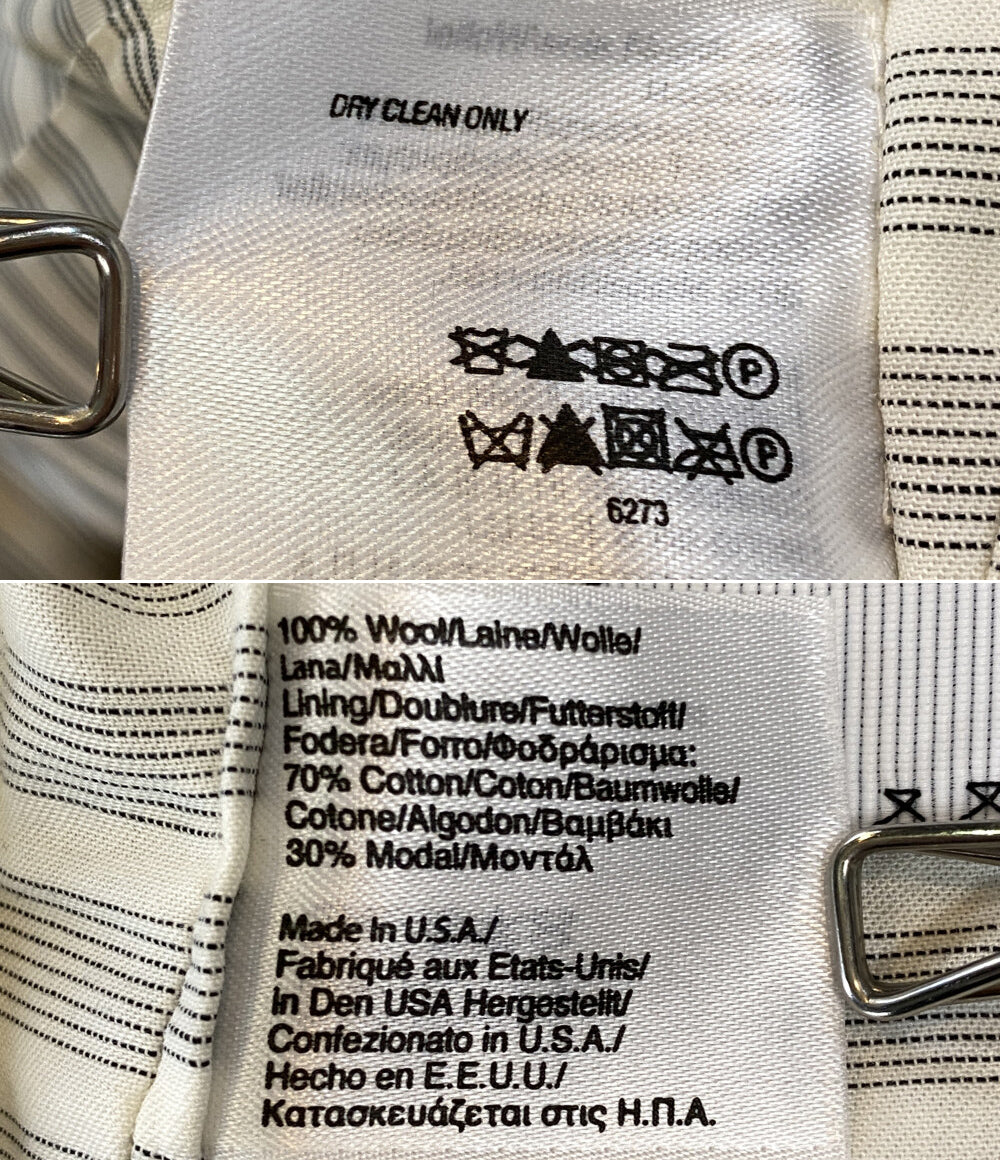 DRY CLEAN ONLY
P
P
6273
100% Wool/Laine/Wolle/
Lana/Μαλλί
Lining/Doublure/Futterstoff/
Fodera/Forro/Φοδράρισμα:
70% Cotton/Coton/Baumwolle/
Cotone/Algodon/Βαμβάκι
30% Modal/Μοντάλ
Made in U.S.A./
Fabriqué aux Etats-Unis/
In Den USA Hergestellt/
Confezionato in U.S.A./
Hecho en E.E.U.U./
Κατασκευάζεται στις Η.Π.Α.